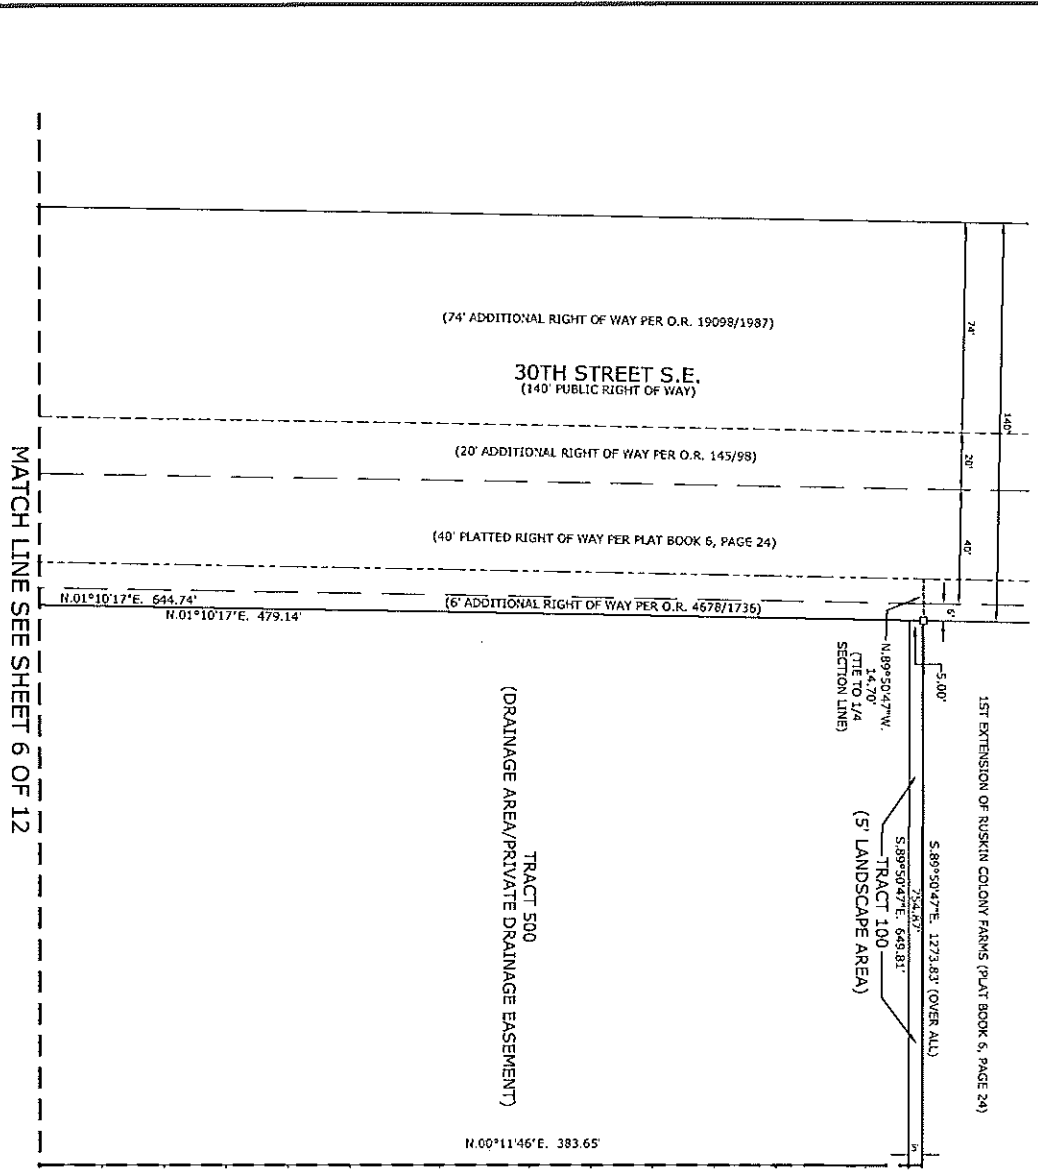 (74' ADDITIONAL RIGHT OF WAY PER O.R. 19098/1987)
30TH STREET S.E.
(140' PUBLIC RIGHT OF WAY)
(20' ADDITIONAL RIGHT OF WAY PER O.R. 145/98)
(40' PLATTED RIGHT OF WAY PER PLAT BOOK 6, PAGE 24)
(6' ADDITIONAL RIGHT OF WAY PER O.R. 4678/1736)
N.01°10'17"E. 644.74'
N.01°10'17"E. 479.14'
74'
140'
20'
40'
6'
5.00'
N.89°50'47"W.
14.70'
(TIE TO 1/4
SECTION LINE)
1ST EXTENSION OF RUSKIN COLONY FARMS (PLAT BOOK 6, PAGE 24)
S.89°50'47"E. 1273.83' (OVER ALL)
754.87'
S.89°50'47"E. 649.81'
TRACT 100
(5' LANDSCAPE AREA)
5'
TRACT 500
(DRAINAGE AREA/PRIVATE DRAINAGE EASEMENT)
N.00°11'46"E. 383.65'
MATCH LINE SEE SHEET 6 OF 12